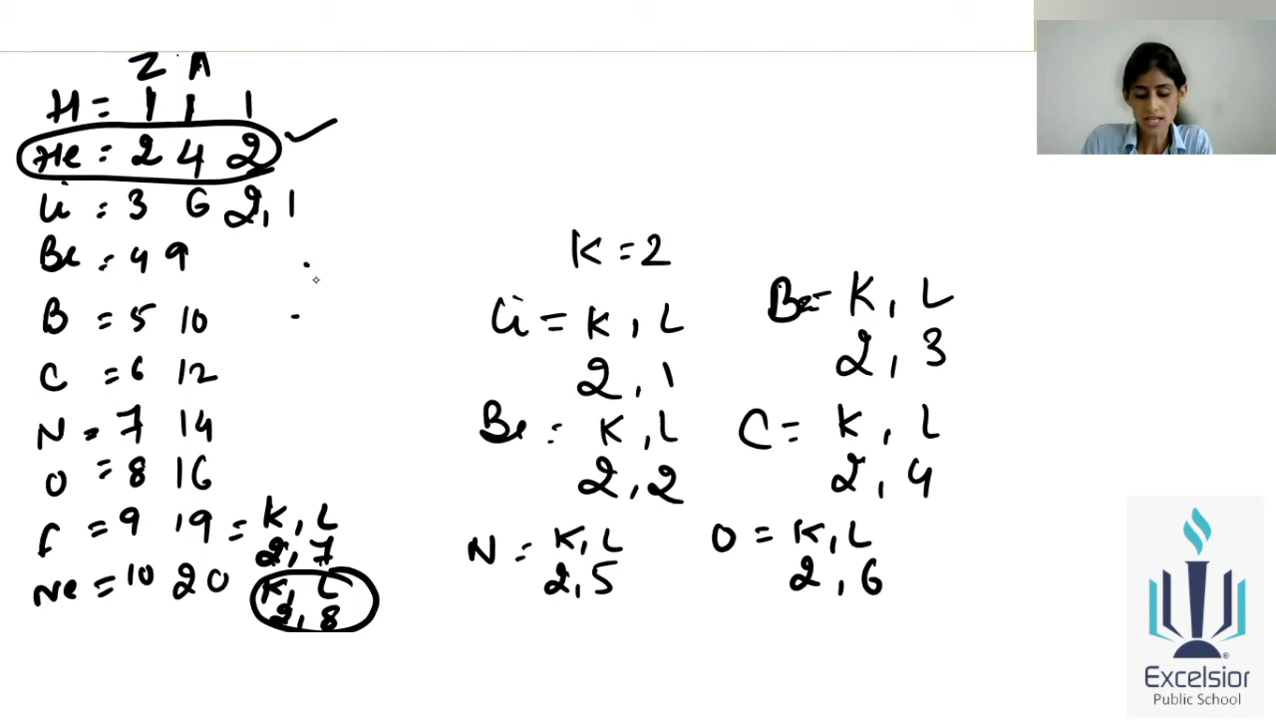 Z A
H = 1 1 1
He = 2 4 2 ✓
Li = 3 6 2, 1
Be = 4 9
B = 5 10
C = 6 12
N = 7 14
O = 8 16
F = 9 19 = K, L
2, 7
Ne = 10 20 K, L
2, 8
K = 2
Li = K, L
2, 1
Be = K, L
2, 2
N = K, L
2, 5
Be = K, L
2, 3
C = K, L
2, 4
O = K, L
2, 6
Excelsior
Public School